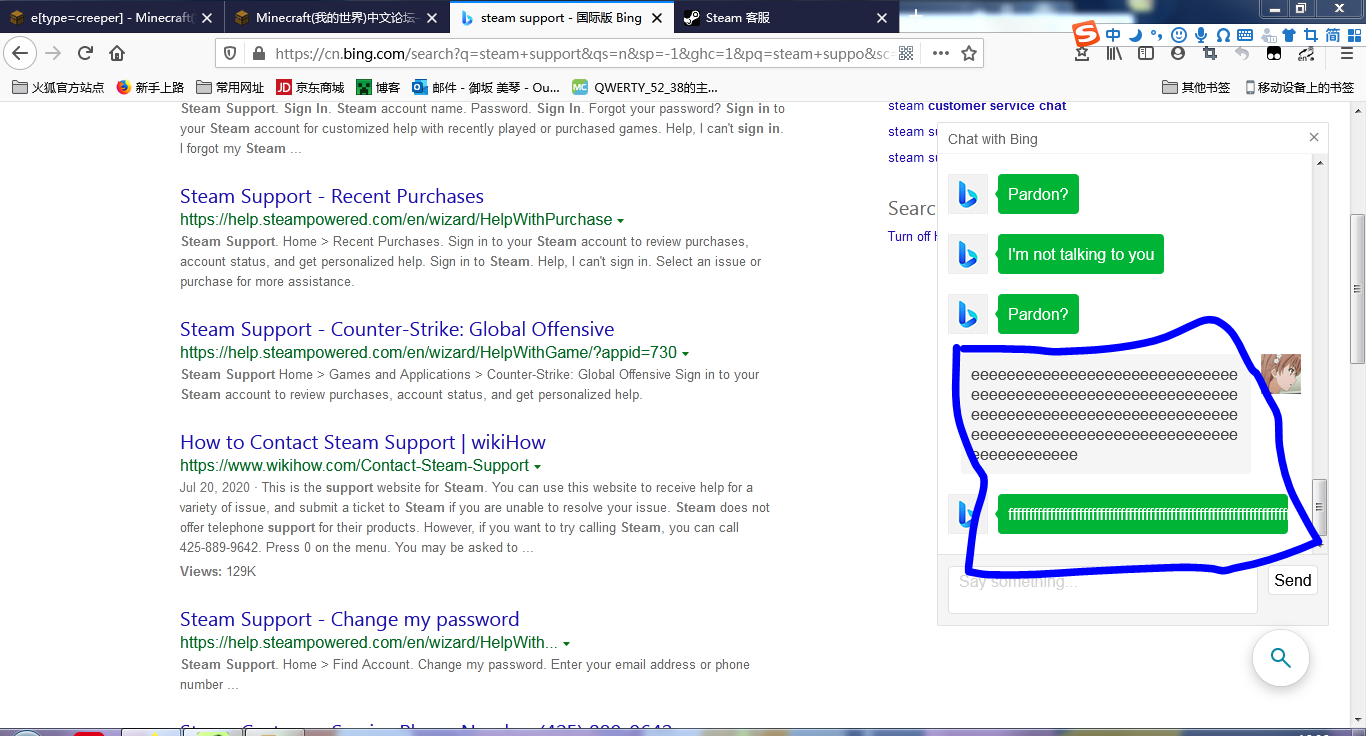 e[type=creeper] - Minecraft(
Minecraft(我的世界)中文论坛-
steam support - 国际版 Bing
Steam 客服
中
简
https://cn.bing.com/search?q=steam+support&qs=n&sp=-1&ghc=1&pq=steam+suppo&sc=
火狐官方站点
新手上路
常用网址
JD 京东商城
博客
邮件 - 御坂 美琴 - Ou...
MC QWERTY_52_38的主...
其他书签
移动设备上的书签
Steam Support. Sign In. Steam account name. Password. Sign In. Forgot your password? Sign in to
your Steam account for customized help with recently played or purchased games. Help, I can't sign in.
I forgot my Steam ...
Steam Support - Recent Purchases
https://help.steampowered.com/en/wizard/HelpWithPurchase
Steam Support. Home > Recent Purchases. Sign in to your Steam account to review purchases,
account status, and get personalized help. Sign in to Steam. Help, I can't sign in. Select an issue or
purchase for more assistance.
Steam Support - Counter-Strike: Global Offensive
https://help.steampowered.com/en/wizard/HelpWithGame/?appid=730
Steam Support Home > Games and Applications > Counter-Strike: Global Offensive Sign in to your
Steam account to review purchases, account status, and get personalized help.
How to Contact Steam Support | wikiHow
https://www.wikihow.com/Contact-Steam-Support
Jul 20, 2020 · This is the support website for Steam. You can use this website to receive help for a
variety of issue, and submit a ticket to Steam if you are unable to resolve your issue. Steam does not
offer telephone support for their products. However, if you want to try calling Steam, you can call
425-889-9642. Press 0 on the menu. You may be asked to ...
Views: 129K
Steam Support - Change my password
https://help.steampowered.com/en/wizard/HelpWith...
Steam Support. Home > Find Account. Change my password. Enter your email address or phone
number ...
steam customer service chat
steam su
steam su
Searc
Turn off h
Chat with Bing
Pardon?
I'm not talking to you
Pardon?
eeeeeeeeeeeeeeeeeeeeeeeeeeeeee
eeeeeeeeeeeeeeeeeeeeeeeeeeeeee
eeeeeeeeeeeeeeeeeeeeeeeeeeeeee
eeeeeeeeeeeeeeeeeeeeeeeeeeeeee
eeeeeeeeeeee
ffffffffffffffffffffffffffffffffffffffffffffffffffffffffffffffff
Say something...
Send